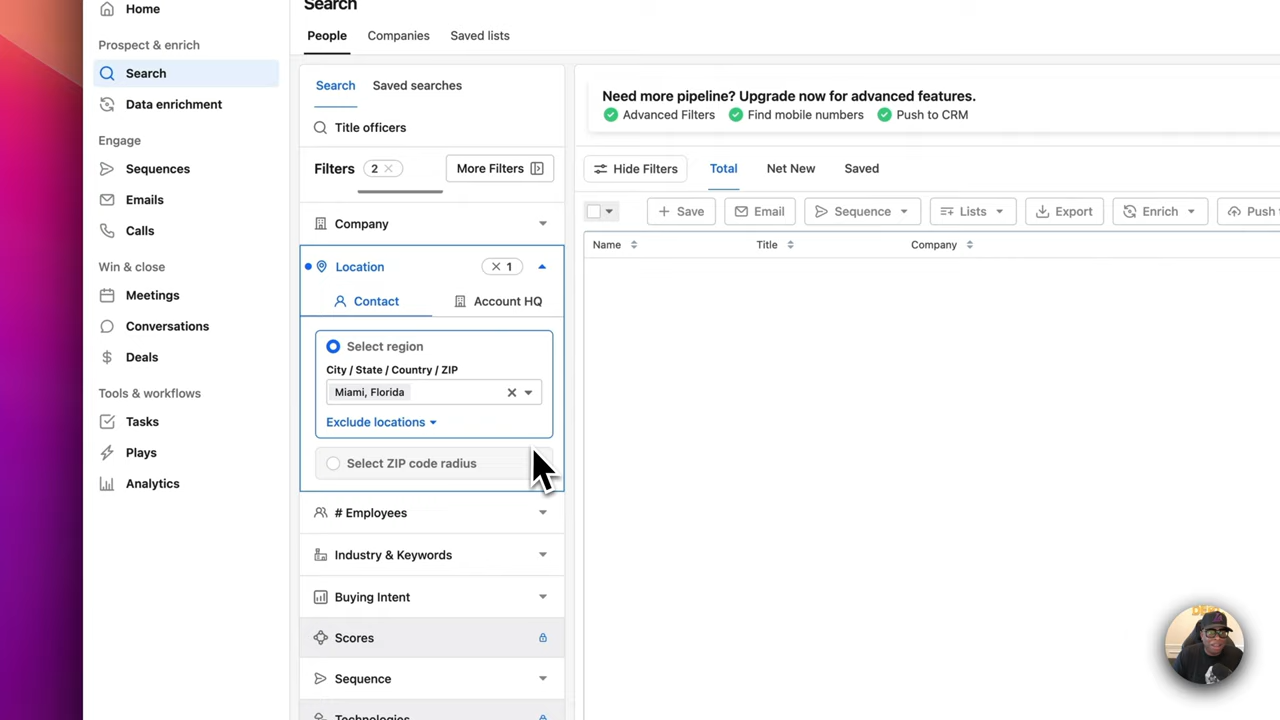 Search
Home
People
Companies
Saved lists
Prospect & enrich
Search
Data enrichment
Engage
Sequences
Emails
Calls
Win & close
Meetings
Conversations
Deals
Tools & workflows
Tasks
Plays
Analytics
Search
Saved searches
Title officers
Filters
2
More Filters
Company
Location
1
Contact
Account HQ
Select region
City / State / Country / ZIP
Miami, Florida
Exclude locations
Select ZIP code radius
# Employees
Industry & Keywords
Buying Intent
Scores
Sequence
Technologies
Need more pipeline? Upgrade now for advanced features.
Advanced Filters
Find mobile numbers
Push to CRM
Hide Filters
Total
Net New
Saved
Save
Email
Sequence
Lists
Export
Enrich
Push
Name
Title
Company